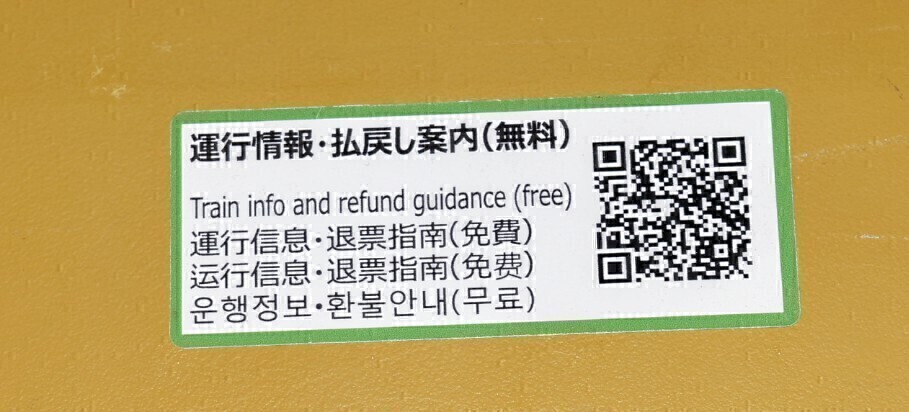 運行情報・払戻し案内(無料)
Train info and refund guidance (free)
運行信息・退票指南(免費)
运行信息・退票指南(免费)
운행정보・환불안내(무료)